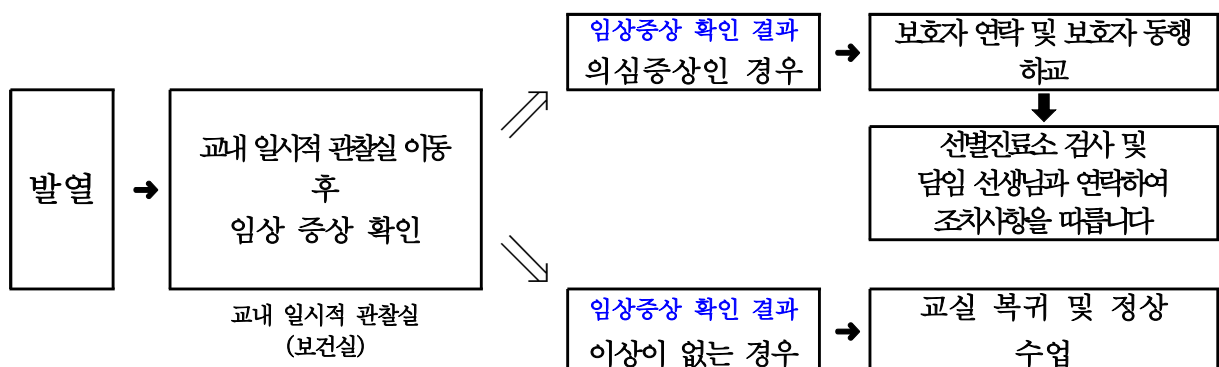 발열
교내 일시적 관찰실 이동
후
임상 증상 확인
교내 일시적 관찰실
(보건실)
임상증상 확인 결과
의심증상인 경우
보호자 연락 및 보호자 동행
하교
선별진료소 검사 및
담임 선생님과 연락하여
조치사항을 따릅니다
임상증상 확인 결과
이상이 없는 경우
교실 복귀 및 정상
수업